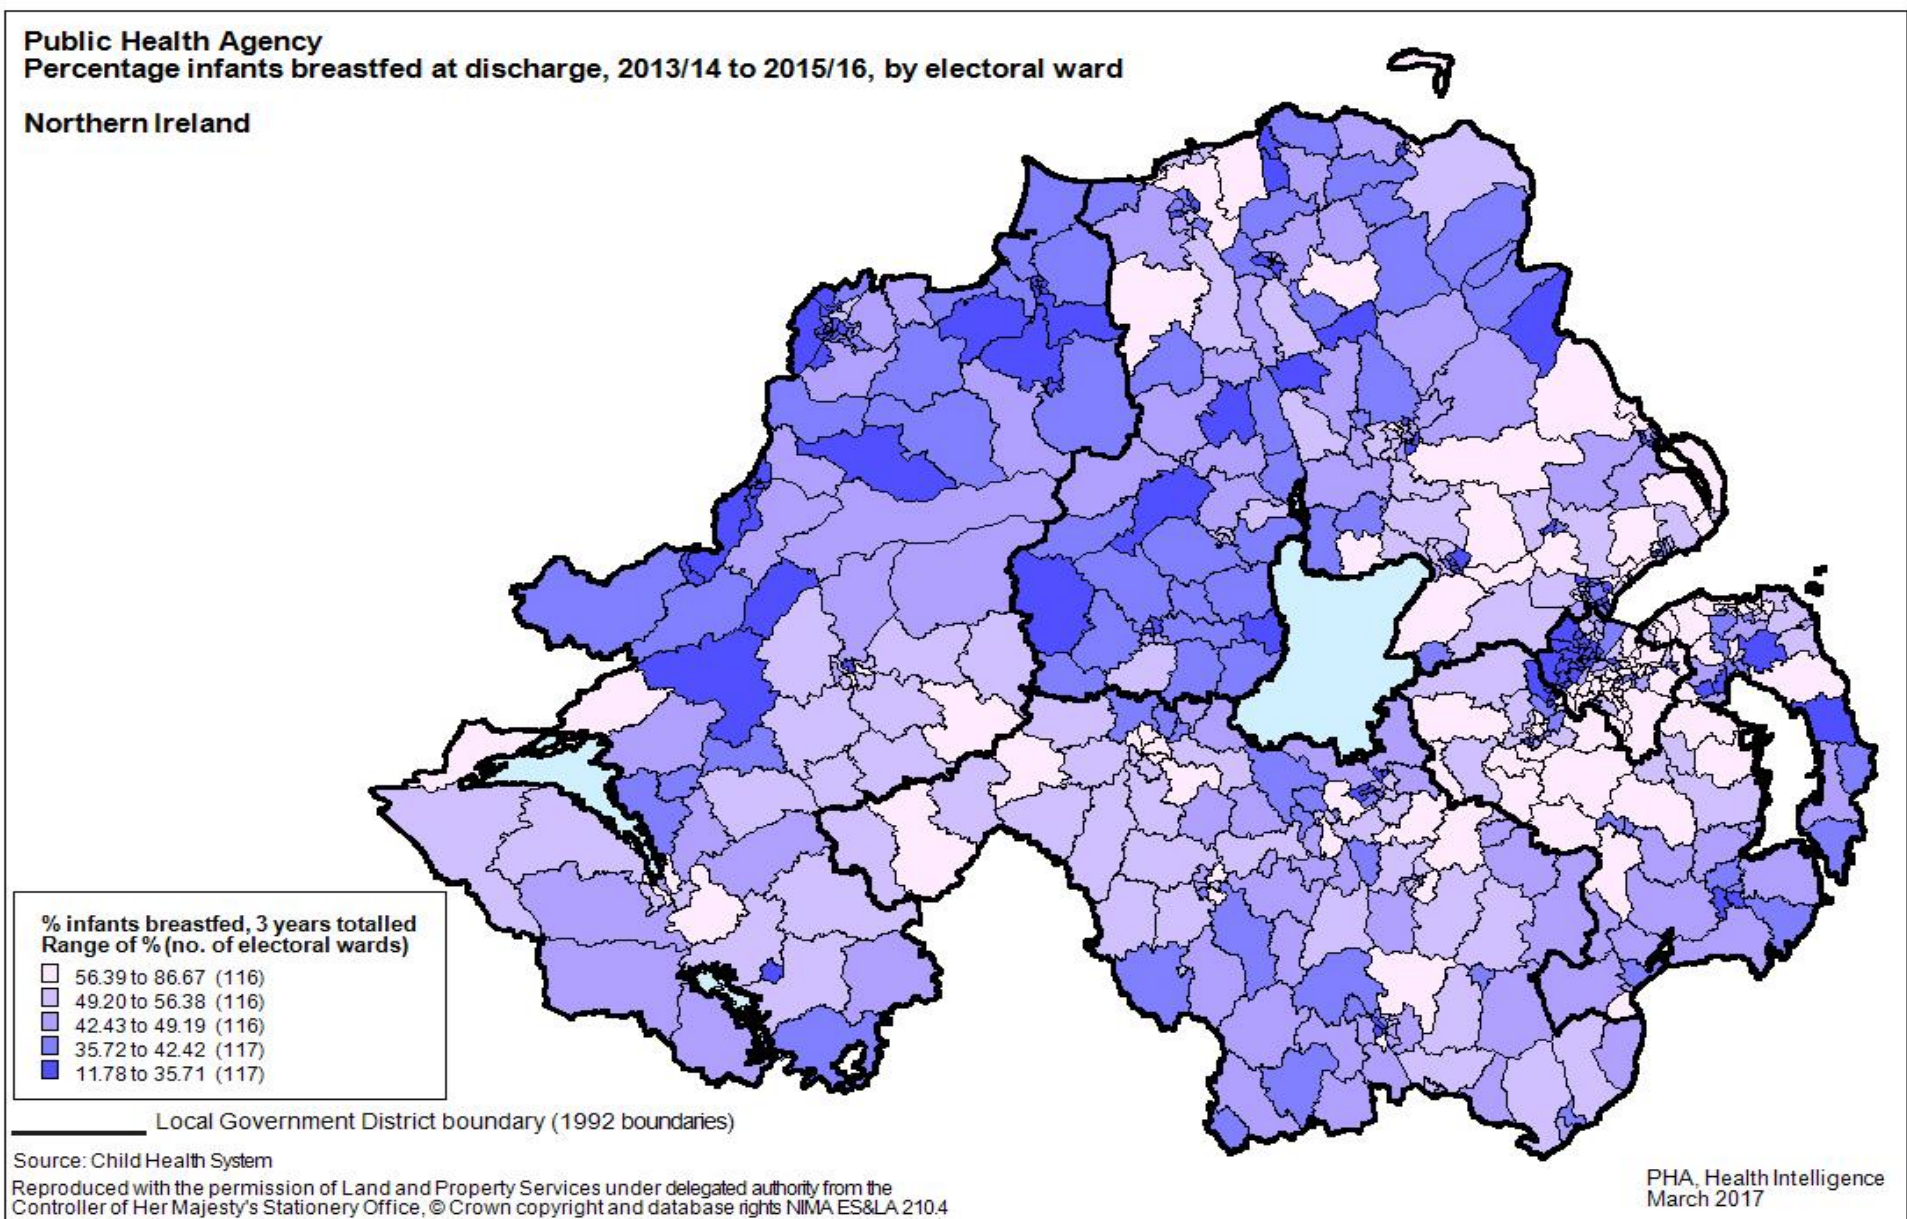 Public Health Agency
Percentage infants breastfed at discharge, 2013/14 to 2015/16, by electoral ward
Northern Ireland
% infants breastfed, 3 years totalled
Range of % (no. of electoral wards)
56.39 to 86.67 (116)
49.20 to 56.38 (116)
42.43 to 49.19 (116)
35.72 to 42.42 (117)
11.78 to 35.71 (117)
Local Government District boundary (1992 boundaries)
Source: Child Health System
Reproduced with the permission of Land and Property Services under delegated authority from the
Controller of Her Majesty's Stationery Office, © Crown copyright and database rights NIMA ES&LA 210.4
PHA, Health Intelligence
March 2017